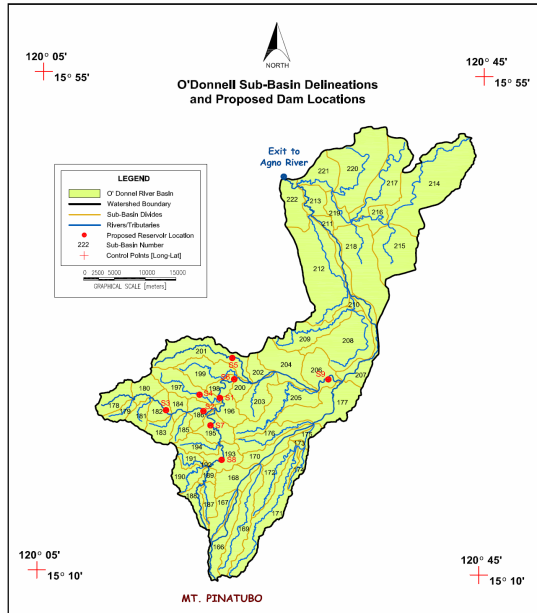 120° 05'
15° 55'
NORTH
120° 45'
15° 55'
O'Donnell Sub-Basin Delineations
and Proposed Dam Locations
Exit to
Agno River
LEGEND
O' Donnel River Basin
Watershed Boundary
Sub-Basin Divides
Rivers/Tributaries
Proposed Reservoir Location
222 Sub-Basin Number
Control Points [Long-Lat]
0 2500 5000 10000 15000
GRAPHICAL SCALE [meters]
221
220
217
214
222
213
219
216
211
218
215
212
210
209
208
201
S5
204
206
S9
207
199
202
200
180
197
198
S1
203
205
177
178
179
181
182
S3
184
196
183
185
S7
195
176
194
193
S8
170
172
173
191
190
189
168
188
187
167
171
169
166
120° 05'
15° 10'
120° 45'
15° 10'
MT. PINATUBO